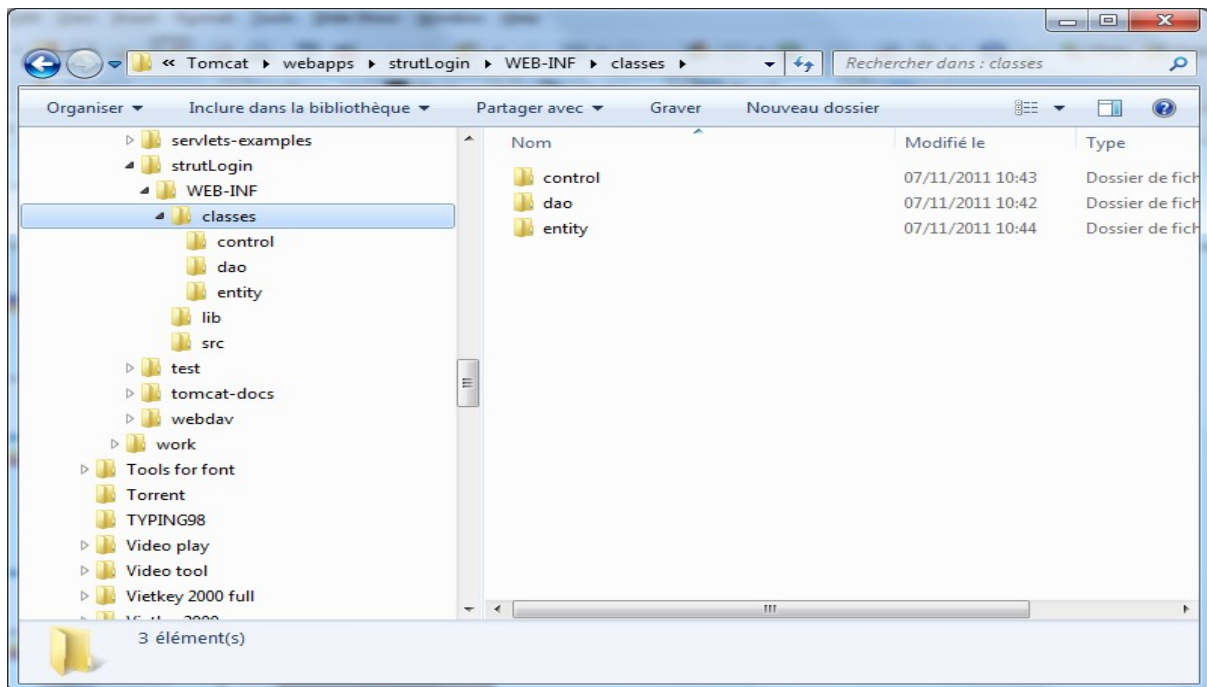 « Tomcat ▸ webapps ▸ strutLogin ▸ WEB-INF ▸ classes ▸
Rechercher dans : classes
Organiser ▾ Inclure dans la bibliothèque ▾ Partager avec ▾ Graver Nouveau dossier
servlets-examples
strutLogin
WEB-INF
classes
control
dao
entity
lib
src
test
tomcat-docs
webdav
work
Tools for font
Torrent
TYPING98
Video play
Video tool
Vietkey 2000 full
Nom Modifié le Type
control 07/11/2011 10:43 Dossier de fich
dao 07/11/2011 10:42 Dossier de fich
entity 07/11/2011 10:44 Dossier de fich
3 élément(s)